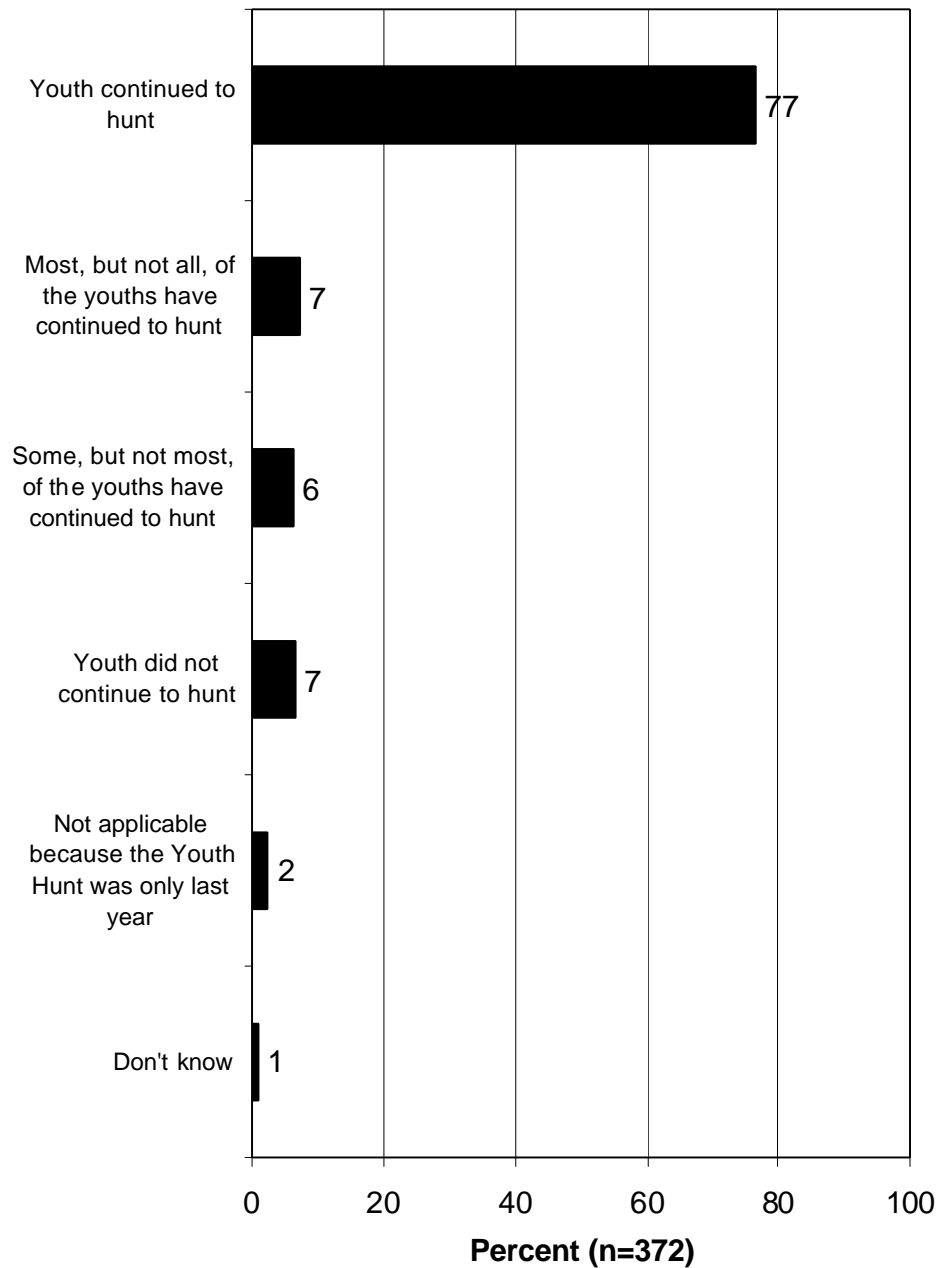 Youth continued to
hunt
77
Most, but not all, of
the youths have
continued to hunt
7
Some, but not most,
of the youths have
continued to hunt
6
Youth did not
continue to hunt
7
Not applicable
because the Youth
Hunt was only last
year
2
Don't know
1
0 20 40 60 80 100
Percent (n=372)